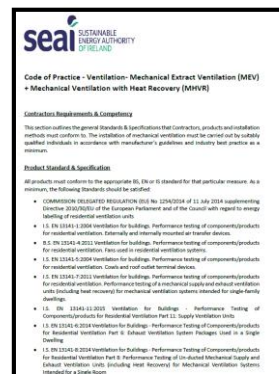 seai SUSTAINABLE
ENERGY AUTHORITY
OF IRELAND
Code of Practice - Ventilation- Mechanical Extract Ventilation (MEV)
+ Mechanical Ventilation with Heat Recovery (MHVR)
Contractors Requirements & Competency
This section outlines the general Standards & Specifications that Contractors, products and installation
methods must conform to. The installation of mechanical ventilation must be carried out by suitably
qualified individuals in accordance with manufacturer's guidelines and industry best practice as a
minimum.
Product Standard & Specification
All products must conform to the appropriate BS, EN or IS standard for that particular measure. As a
minimum, the following Standards should be satisfied:
• COMMISSION DELEGATED REGULATION (EU) No 1254/2014 of 11 July 2014 supplementing
Directive 2010/30/EU of the European Parliament and of the Council with regard to energy
labelling of residential ventilation units
• I.S. EN 13141-1:2004 Ventilation for buildings. Performance testing of components/products
for residential ventilation. Externally and internally mounted air transfer devices.
• B.S. EN 13141-4:2011 Ventilation for buildings. Performance testing of components/products
for residential ventilation. Fans used in residential ventilation systems.
• I.S. EN 13141-5:2004 Ventilation for buildings. Performance testing of components/products
for residential ventilation. Cowls and roof outlet terminal devices.
• I.S. EN 13141-7:2011 Ventilation for buildings. Performance testing of components/products
for residential ventilation. Performance testing of a mechanical supply and exhaust ventilation
units (including heat recovery) for mechanical ventilation systems intended for single-family
dwellings.
• I.S. EN 13141-11:2015 Ventilation for Buildings - Performance Testing of
Components/products for Residential Ventilation Part 11: Supply Ventilation Units
• I.S. EN 13141-6:2014 Ventilation for Buildings - Performance Testing of Components/products
for Residential Ventilation Part 6: Exhaust Ventilation System Packages Used in a Single
Dwelling
• I.S. EN 13141-8:2014 Ventilation for Buildings - Performance Testing of Components/products
for Residential Ventilation Part 8: Performance Testing of Un-ducted Mechanical Supply and
Exhaust Ventilation Units (including Heat Recovery) for Mechanical Ventilation Systems
Intended for a Single Room